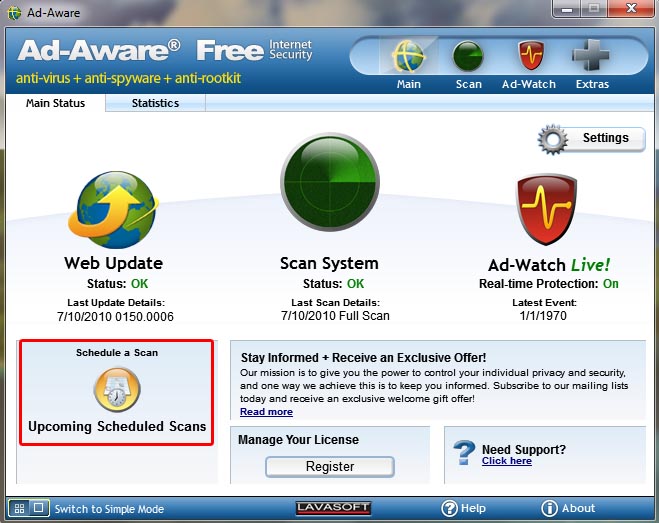 Ad-Aware
Ad-Aware® Free Internet Security
anti-virus + anti-spyware + anti-rootkit
Main Scan Ad-Watch Extras
Main Status Statistics
Settings
Web Update
Status: OK
Last Update Details:
7/10/2010 0150.0006
Scan System
Status: OK
Last Scan Details:
7/10/2010 Full Scan
Ad-Watch Live!
Real-time Protection: On
Latest Event:
1/1/1970
Schedule a Scan
Upcoming Scheduled Scans
Stay Informed + Receive an Exclusive Offer!
Our mission is to give you the power to control your individual privacy and security,
and one way we achieve this is to keep you informed. Subscribe to our mailing lists
today and receive an exclusive welcome gift offer!
Read more
Manage Your License
Register
Need Support?
Click here
Switch to Simple Mode
LAVASOFT
Help
About